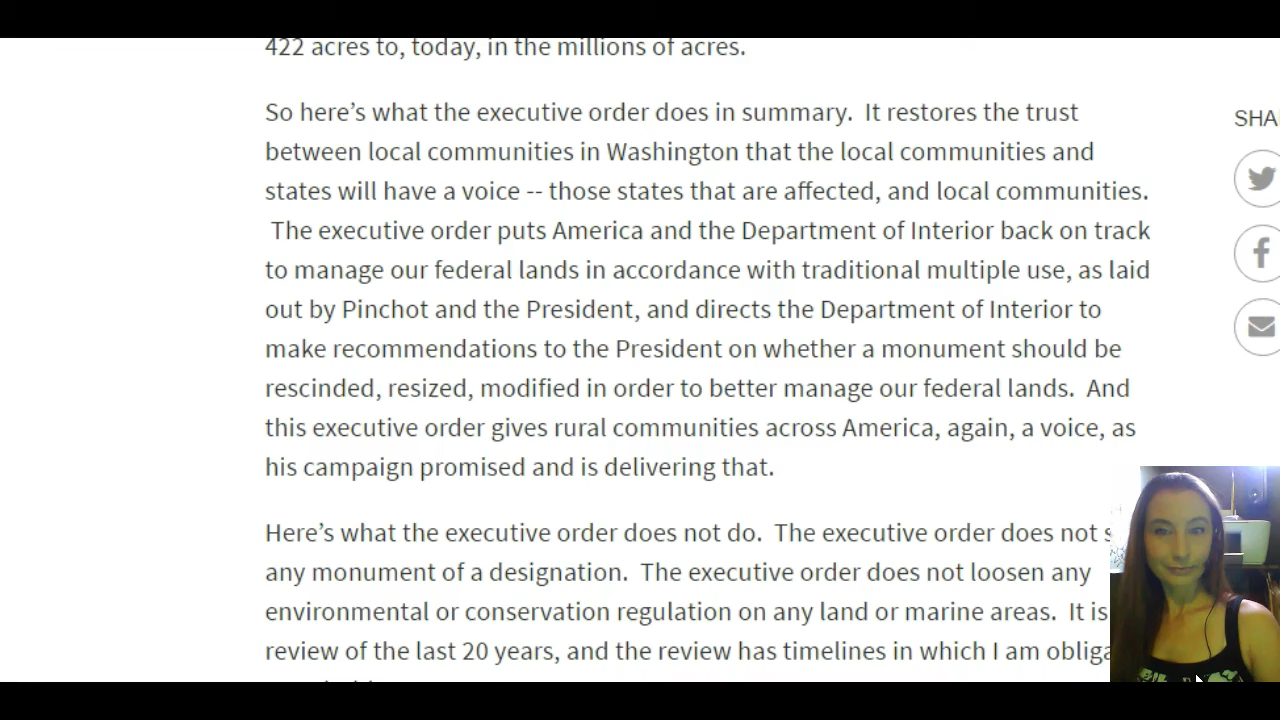 422 acres to, today, in the millions of acres.
So here's what the executive order does in summary.  It restores the trust
between local communities in Washington that the local communities and
states will have a voice -- those states that are affected, and local communities.
The executive order puts America and the Department of Interior back on track
to manage our federal lands in accordance with traditional multiple use, as laid
out by Pinchot and the President, and directs the Department of Interior to
make recommendations to the President on whether a monument should be
rescinded, resized, modified in order to better manage our federal lands.  And
this executive order gives rural communities across America, again, a voice, as
his campaign promised and is delivering that.
Here's what the executive order does not do.  The executive order does not
any monument of a designation.  The executive order does not loosen any
environmental or conservation regulation on any land or marine areas.  It is
review of the last 20 years, and the review has timelines in which I am
SHA